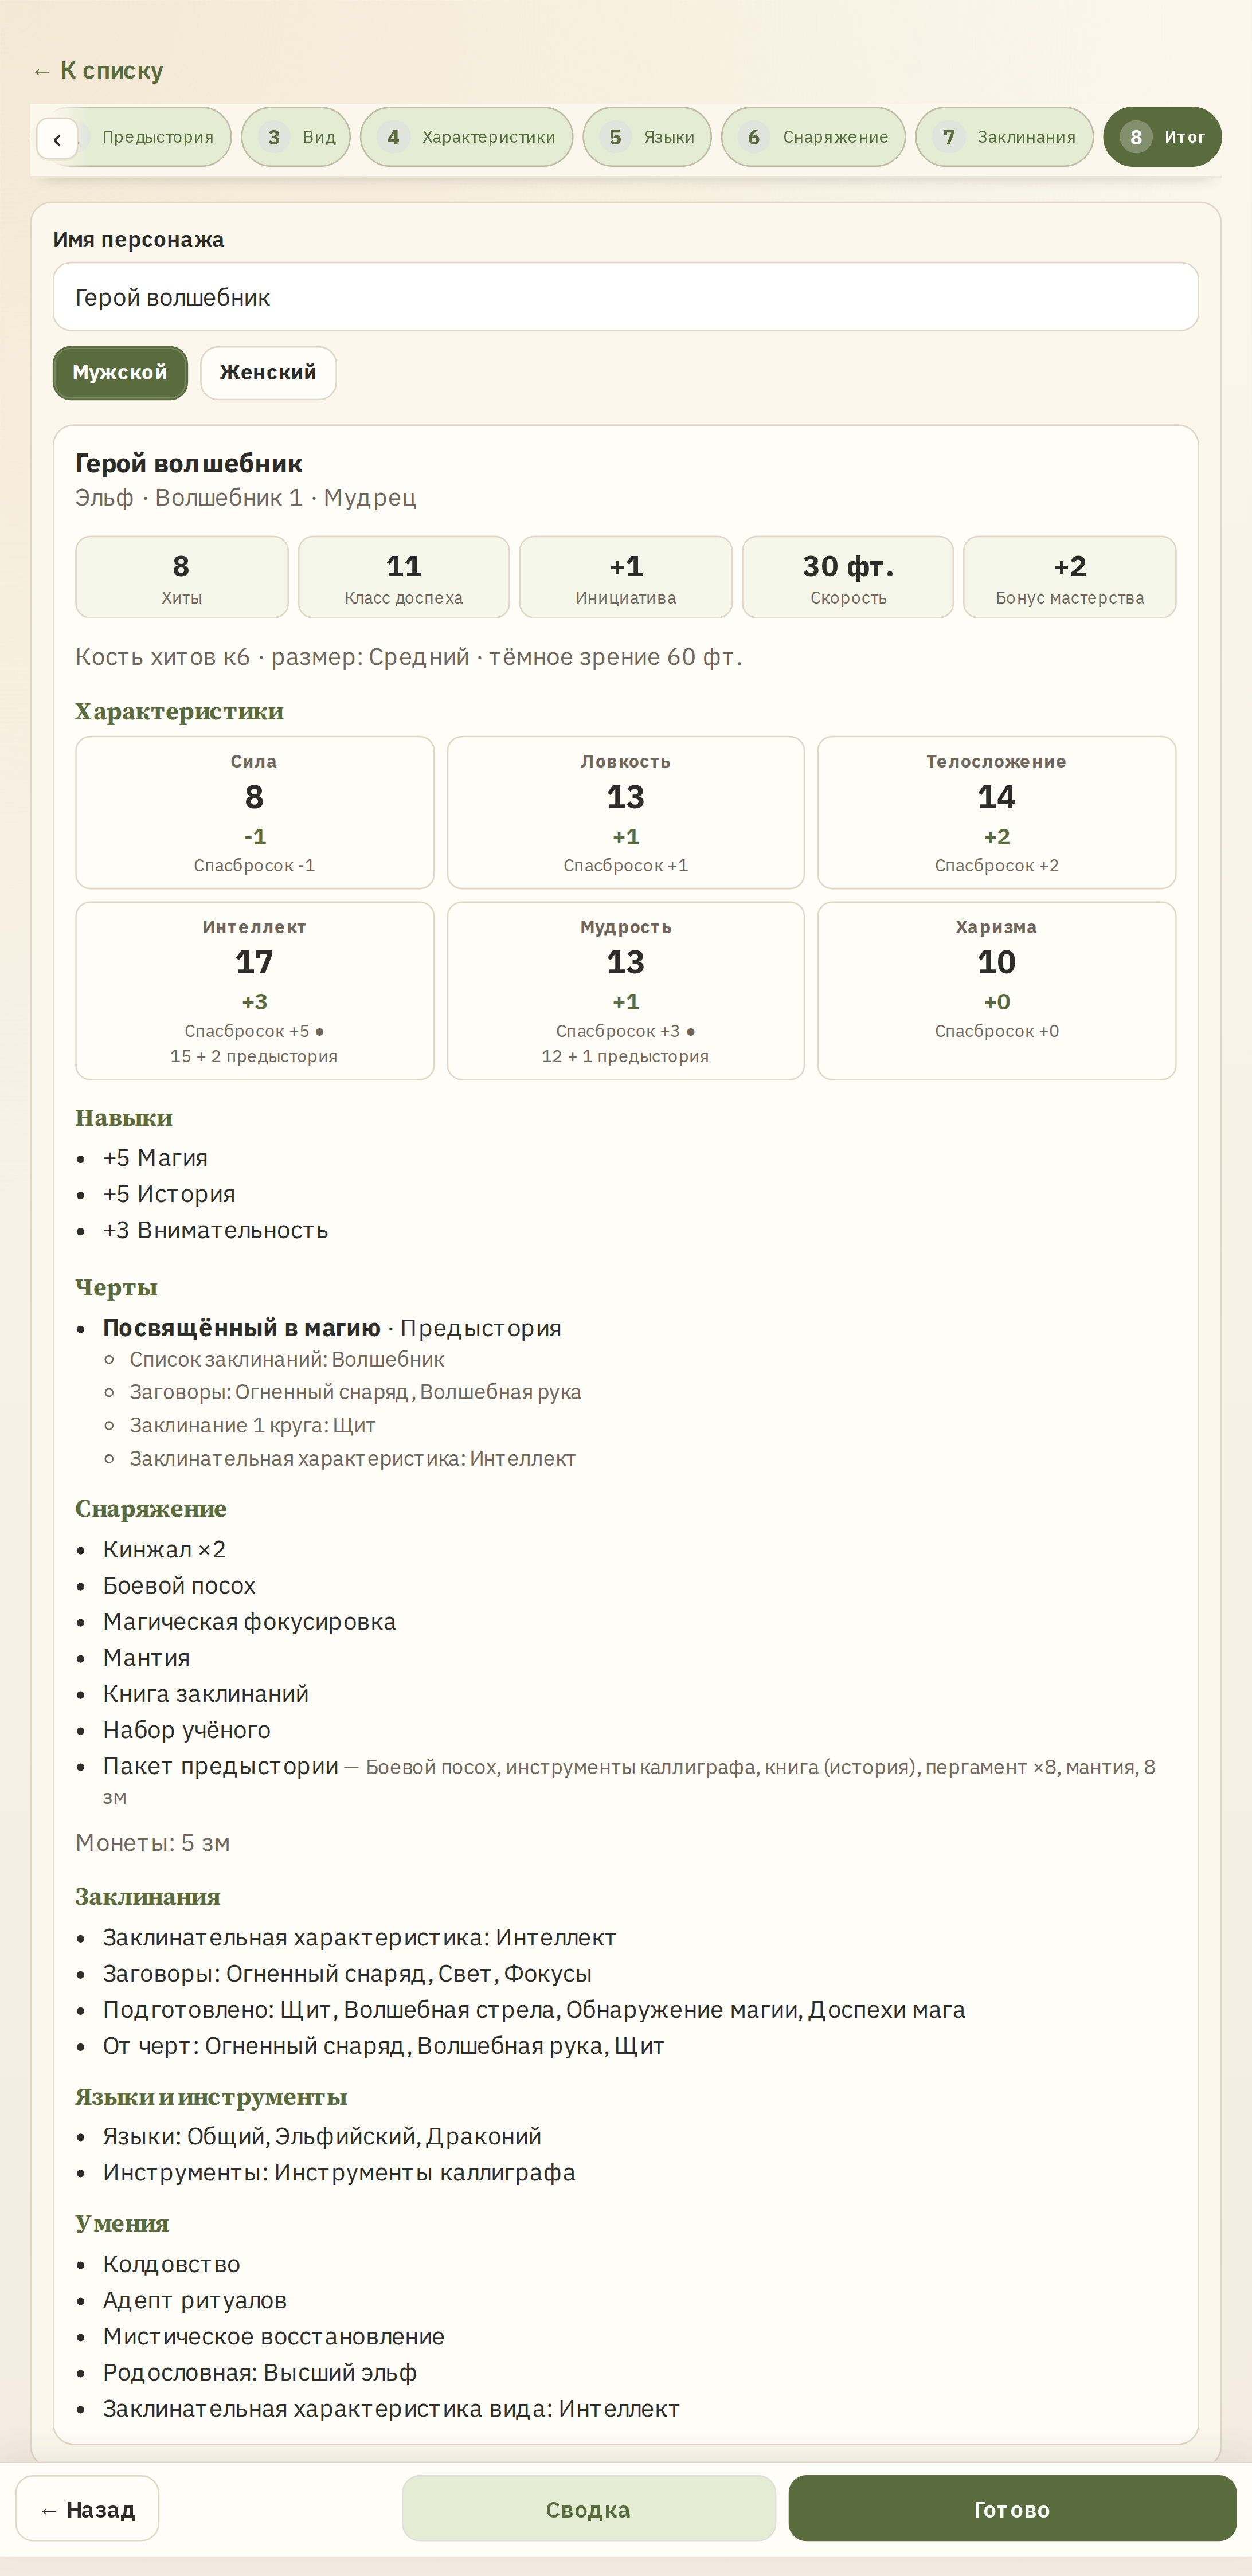 ← К списку
‹ Предыстория 3 Вид 4 Характеристики 5 Языки 6 Снаряжение 7 Заклинания 8 Итог
Имя персонажа
Герой волшебник
Мужской Женский
Герой волшебник
Эльф · Волшебник 1 · Мудрец
8 11 +1 30 фт. +2
Хиты Класс доспеха Инициатива Скорость Бонус мастерства
Кость хитов к6 · размер: Средний · тёмное зрение 60 фт.
Характеристики
Сила Ловкость Телосложение
8 13 14
-1 +1 +2
Спасбросок -1 Спасбросок +1 Спасбросок +2
Интеллект Мудрость Харизма
17 13 10
+3 +1 +0
Спасбросок +5 ● Спасбросок +3 ● Спасбросок +0
15 + 2 предыстория 12 + 1 предыстория
Навыки
• +5 Магия
• +5 История
• +3 Внимательность
Черты
• Посвящённый в магию · Предыстория
◦ Список заклинаний: Волшебник
◦ Заговоры: Огненный снаряд, Волшебная рука
◦ Заклинание 1 круга: Щит
◦ Заклинательная характеристика: Интеллект
Снаряжение
• Кинжал ×2
• Боевой посох
• Магическая фокусировка
• Мантия
• Книга заклинаний
• Набор учёного
• Пакет предыстории — Боевой посох, инструменты каллиграфа, книга (история), пергамент ×8, мантия, 8
зм
Монеты: 5 зм
Заклинания
• Заклинательная характеристика: Интеллект
• Заговоры: Огненный снаряд, Свет, Фокусы
• Подготовлено: Щит, Волшебная стрела, Обнаружение магии, Доспехи мага
• От черт: Огненный снаряд, Волшебная рука, Щит
Языки и инструменты
• Языки: Общий, Эльфийский, Драконий
• Инструменты: Инструменты каллиграфа
Умения
• Колдовство
• Адепт ритуалов
• Мистическое восстановление
• Родословная: Высший эльф
• Заклинательная характеристика вида: Интеллект
← Назад Сводка Готово